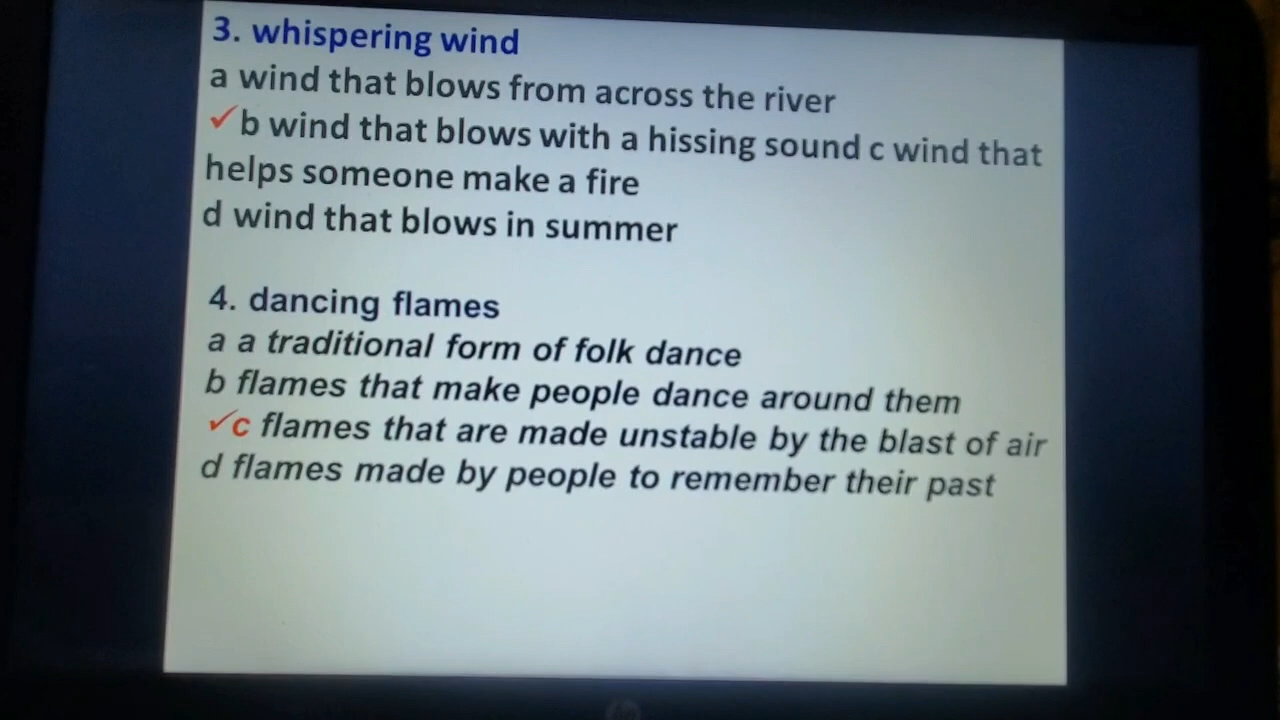 3. whispering wind
a wind that blows from across the river
✓b wind that blows with a hissing sound c wind that
helps someone make a fire
d wind that blows in summer
4. dancing flames
a a traditional form of folk dance
b flames that make people dance around them
✓c flames that are made unstable by the blast of air
d flames made by people to remember their past